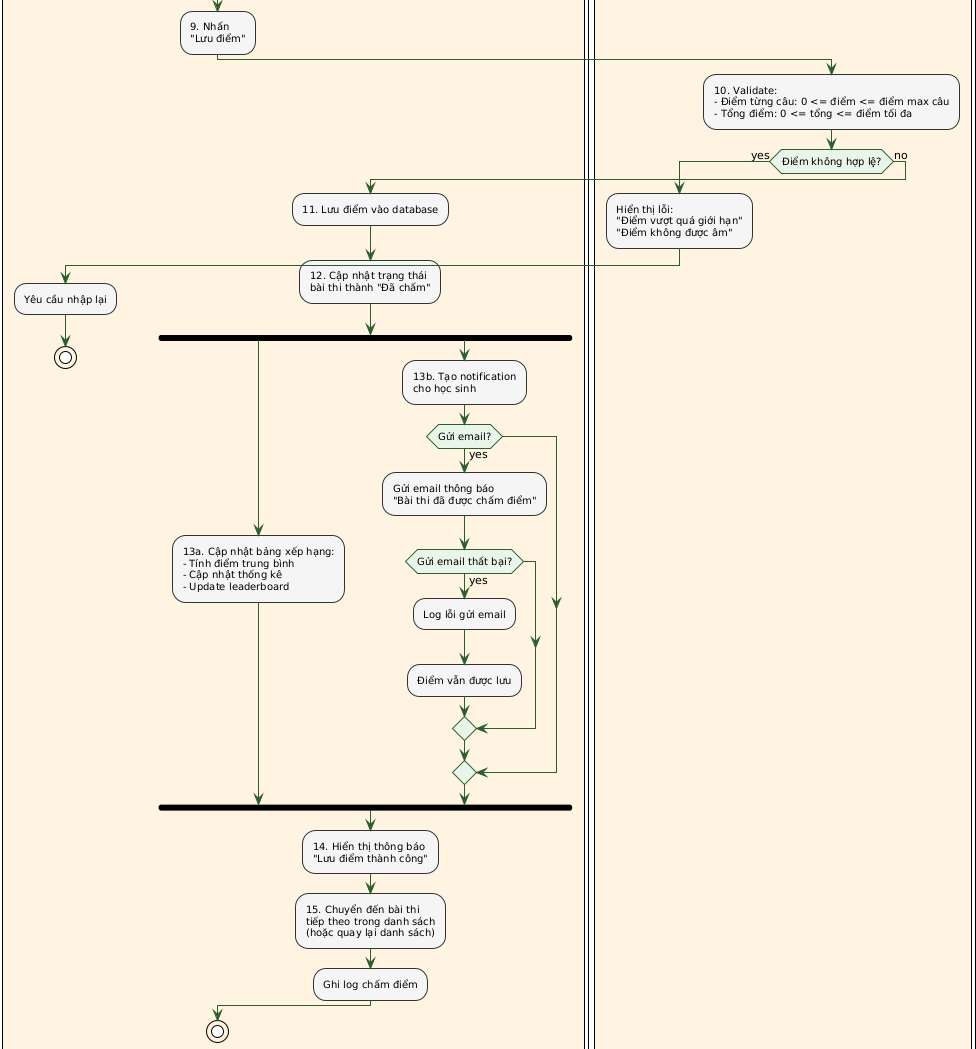 9. Nhấn
"Lưu điểm"
10. Validate:
- Điểm từng câu: 0 <= điểm <= điểm max câu
- Tổng điểm: 0 <= tổng <= điểm tối đa
yes
Điểm không hợp lệ?
no
11. Lưu điểm vào database
Hiển thị lỗi:
"Điểm vượt quá giới hạn"
"Điểm không được âm"
12. Cập nhật trạng thái
bài thi thành "Đã chấm"
Yêu cầu nhập lại
13b. Tạo notification
cho học sinh
Gửi email?
yes
Gửi email thông báo
"Bài thi đã được chấm điểm"
13a. Cập nhật bảng xếp hạng:
- Tính điểm trung bình
- Cập nhật thống kê
- Update leaderboard
Gửi email thất bại?
yes
Log lỗi gửi email
Điểm vẫn được lưu
14. Hiển thị thông báo
"Lưu điểm thành công"
15. Chuyển đến bài thi
tiếp theo trong danh sách
(hoặc quay lại danh sách)
Ghi log chấm điểm